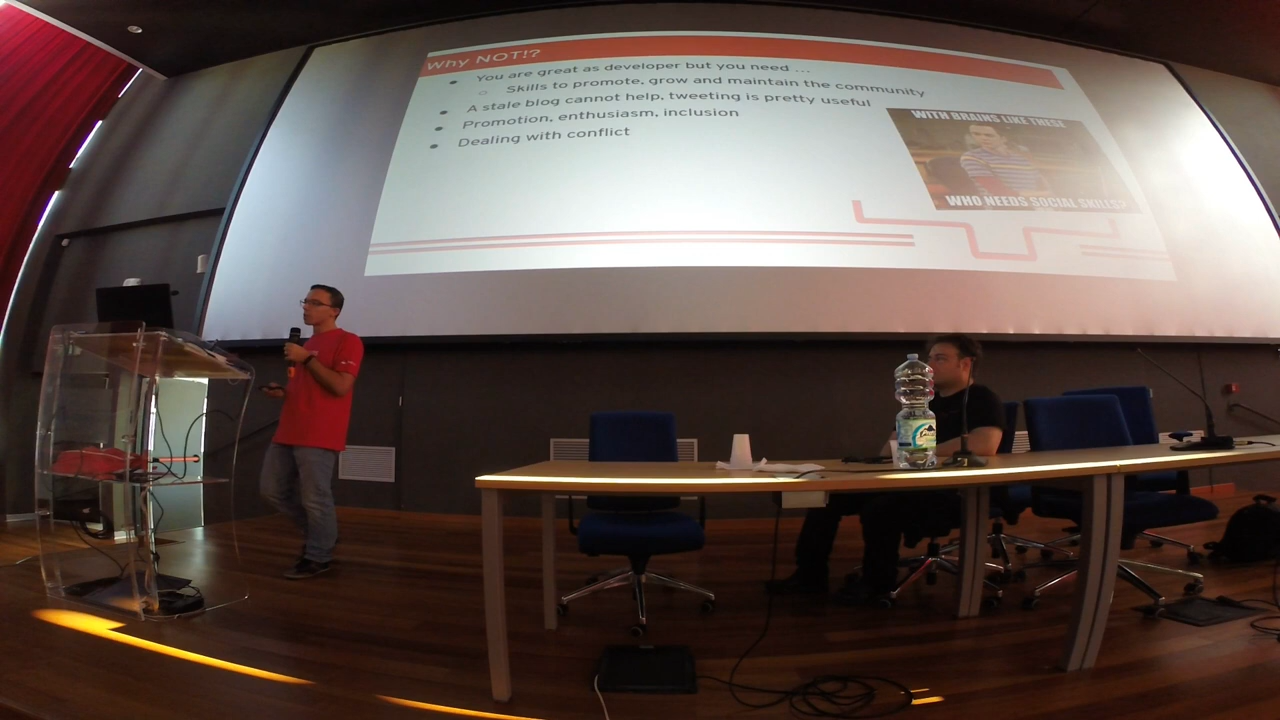 Why NOT!?
● You are great as developer but you need ...
○ Skills to promote, grow and maintain the community
● A stale blog cannot help, tweeting is pretty useful
● Promotion, enthusiasm, inclusion
● Dealing with conflict
WITH BRAINS LIKE THESE
WHO NEEDS SOCIAL SKILLS?